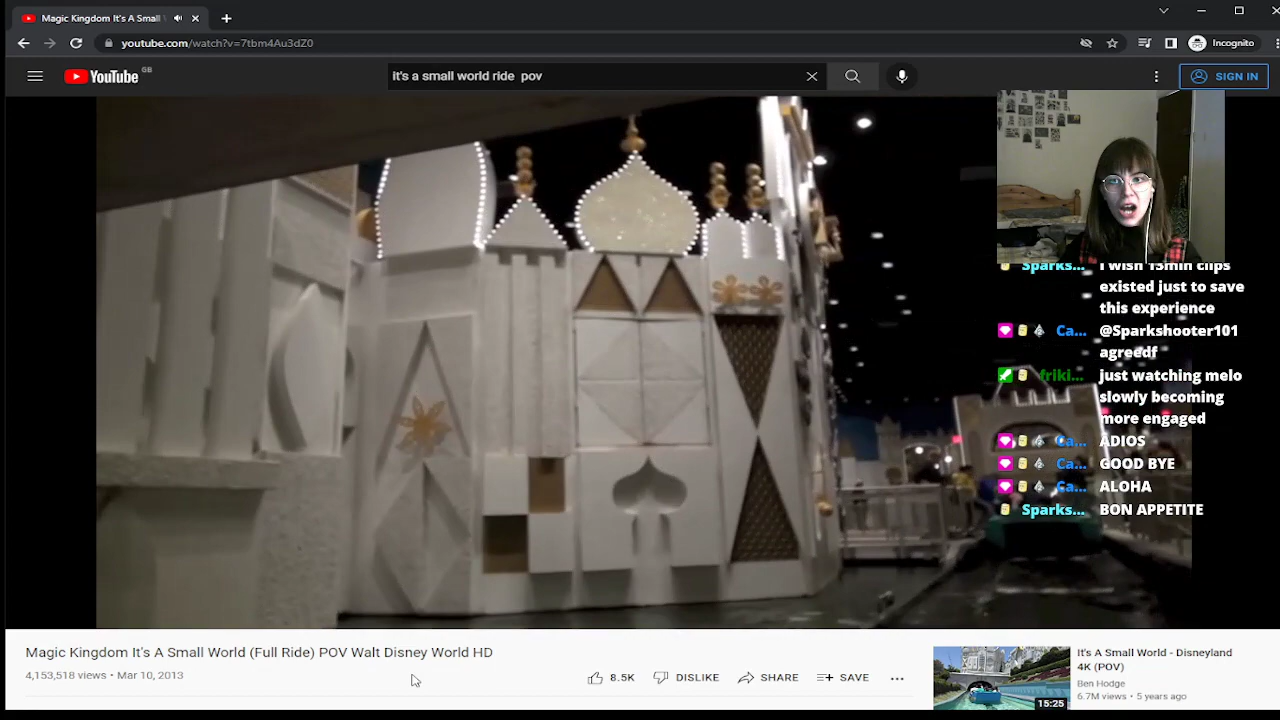 Magic Kingdom It's A Small
youtube.com/watch?v=7tbm4Au3dZ0
Incognito
YouTube GB
it's a small world ride pov
SIGN IN
Sparks... I wish 15min clips
existed just to save
this experience
Ca... @Sparkshooter101
agreedf
friki... just watching melo
slowly becoming
more engaged
Ca... ADIOS
Ca... GOOD BYE
Ca... ALOHA
Sparks... BON APPETITE
Magic Kingdom It's A Small World (Full Ride) POV Walt Disney World HD
4,153,518 views • Mar 10, 2013
8.5K
DISLIKE
SHARE
SAVE
It's A Small World - Disneyland
4K (POV)
Ben Hodge
6.7M views • 5 years ago
15:25